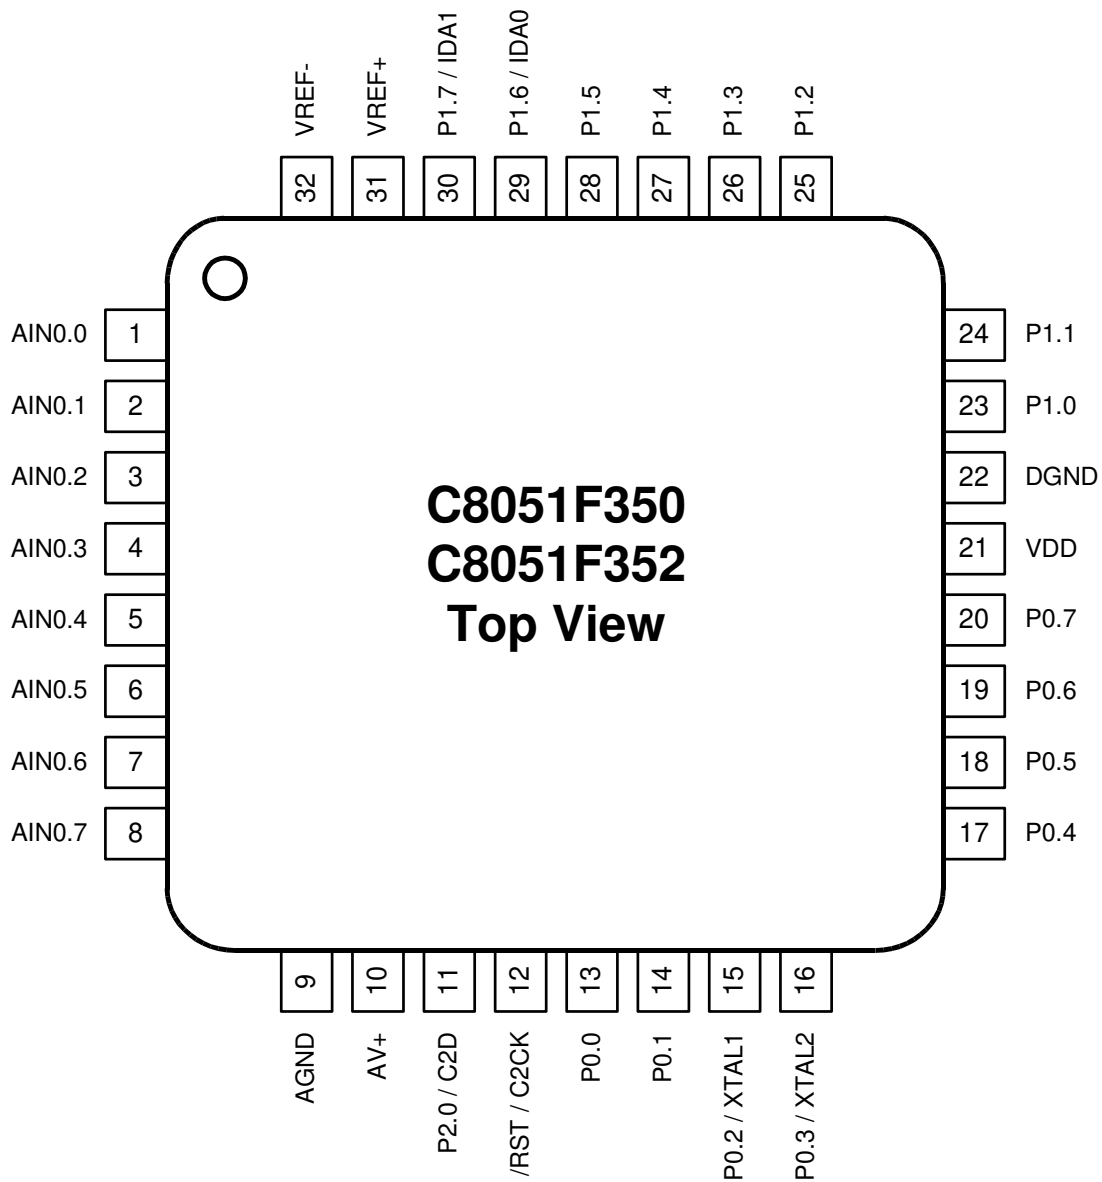 VREF-
VREF+
P1.7 / IDA1
P1.6 / IDA0
P1.5
P1.4
P1.3
P1.2
32
31
30
29
28
27
26
25
AIN0.0 1
24 P1.1
AIN0.1 2
23 P1.0
AIN0.2 3
22 DGND
AIN0.3 4
21 VDD
AIN0.4 5
20 P0.7
AIN0.5 6
19 P0.6
AIN0.6 7
18 P0.5
AIN0.7 8
17 P0.4
C8051F350
C8051F352
Top View
9
10
11
12
13
14
15
16
AGND
AV+
P2.0 / C2D
/RST / C2CK
P0.0
P0.1
P0.2 / XTAL1
P0.3 / XTAL2